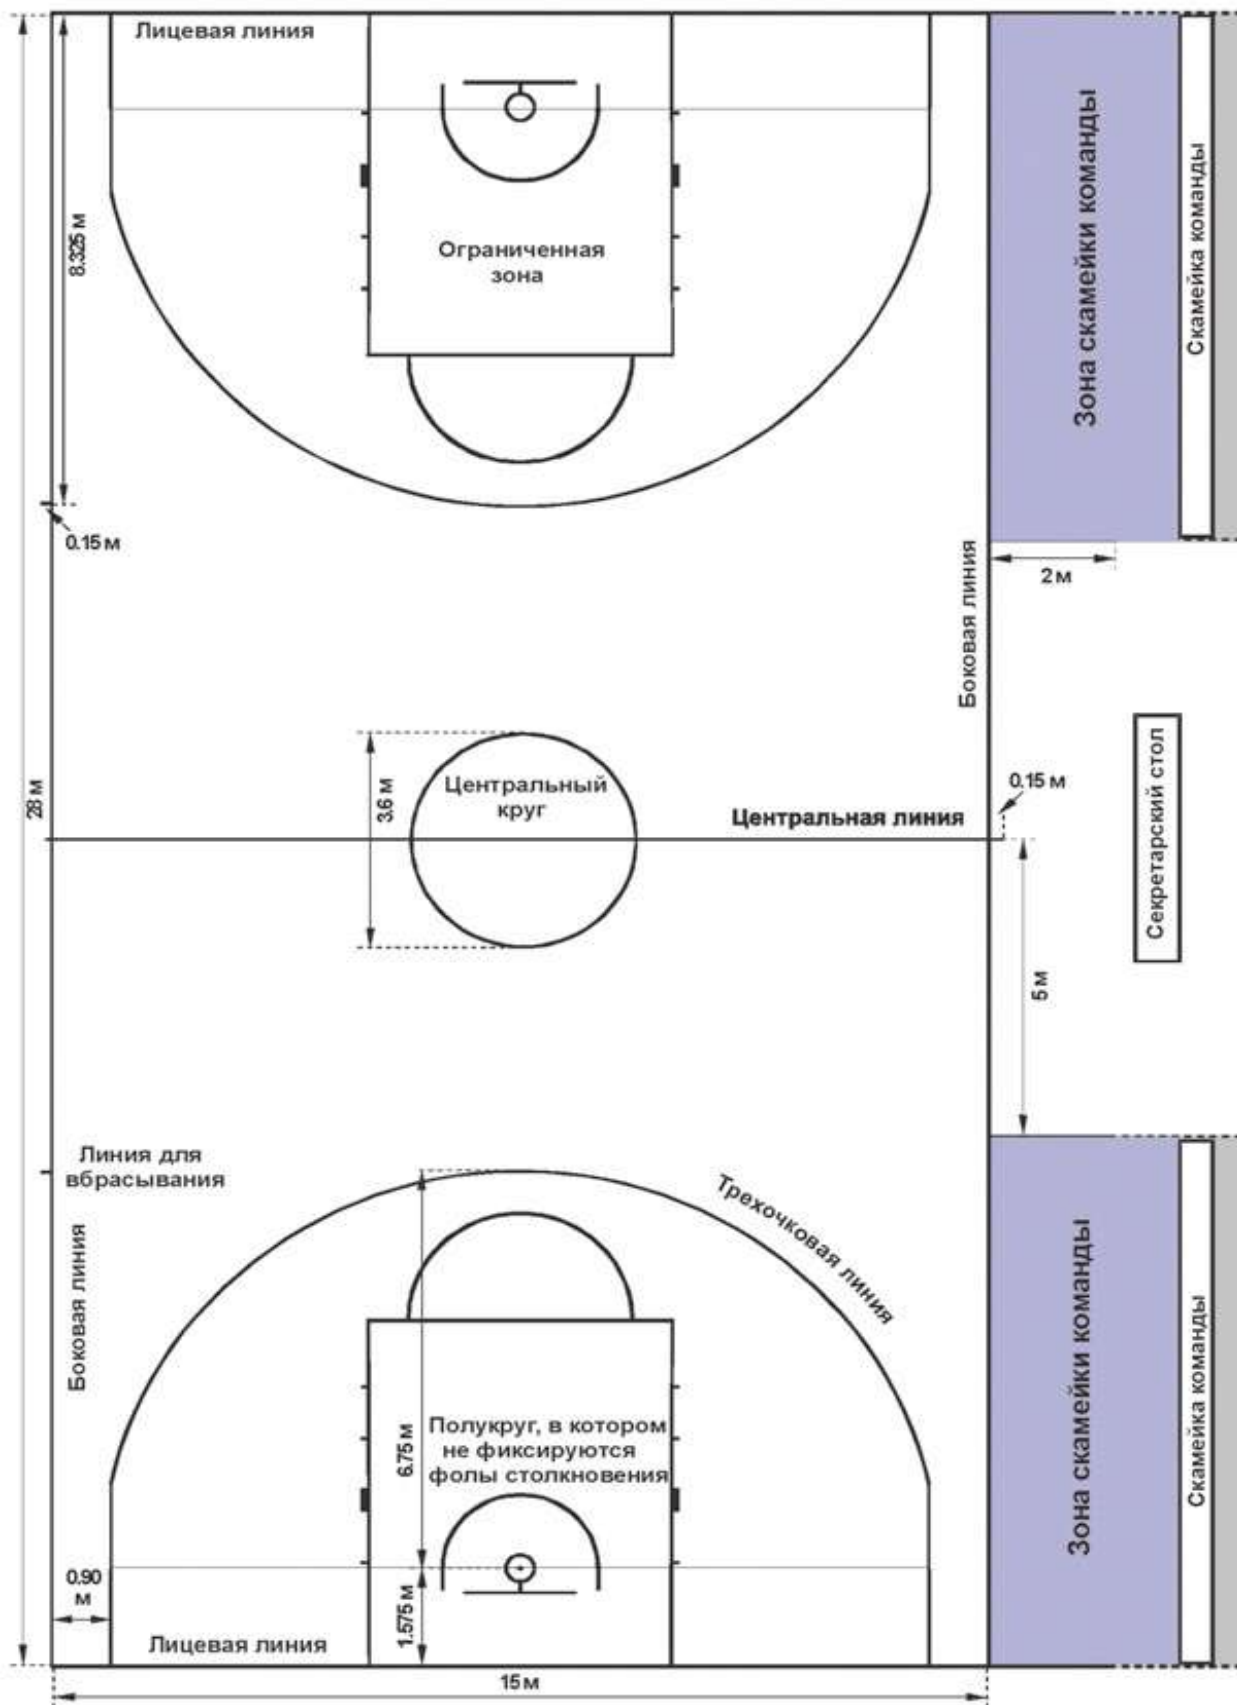 Лицевая линия
Зона скамейки команды
Скамейка команды
8.325 м
Ограниченная
зона
0.15 м
2 м
Боковая линия
28 м
3.6 м
Центральный
круг
Центральная линия
0.15 м
Секретарский стол
5 м
Линия для
вбрасывания
Трехочковая линия
Боковая линия
6.75 м
Полукруг, в котором
не фиксируются
фолы столкновения
Зона скамейки команды
Скамейка команды
0.90
м
1.575 м
Лицевая линия
15 м